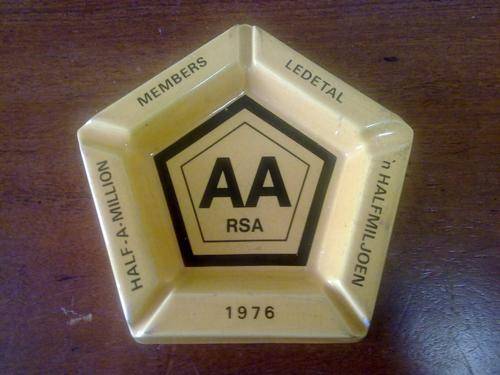 HALF-A-MILLION
MEMBERS
LEDETAL
'n HALFMILJOEN
AA
RSA
1976